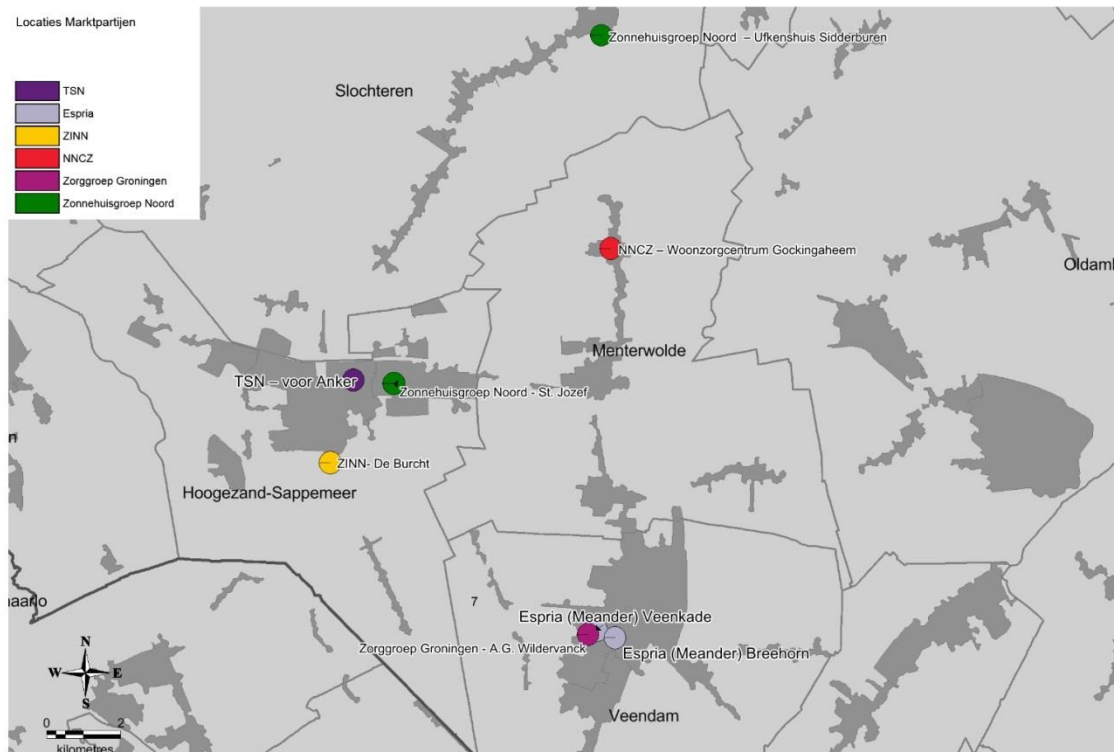 Locaties Marktpartijen
TSN
Espria
ZINN
NNCZ
Zorggroep Groningen
Zonnehuisgroep Noord
Zonnehuisgroep Noord – Ufkenshuis Sidderburen
Slochteren
NNCZ – Woonzorgcentrum Gockingaheem
Oldamb
Menterwolde
TSN – voor Anker
Zonnehuisgroep Noord - St. Jozef
n
ZINN- De Burcht
Hoogezand-Sappemeer
naarlo
7
Espria (Meander) Veenkade
Zorggroep Groningen - A.G. Wildervanck
Espria (Meander) Breehorn
Veendam
N
W E
S
0 2
kilometres